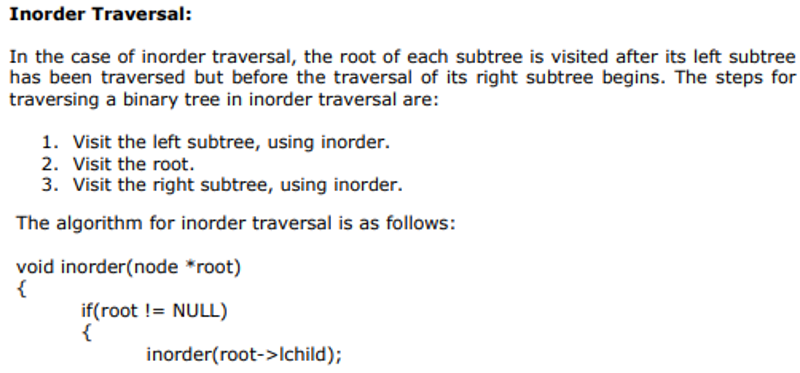 Inorder Traversal:
In the case of inorder traversal, the root of each subtree is visited after its left subtree
has been traversed but before the traversal of its right subtree begins. The steps for
traversing a binary tree in inorder traversal are:
1. Visit the left subtree, using inorder.
2. Visit the root.
3. Visit the right subtree, using inorder.
The algorithm for inorder traversal is as follows:
void inorder(node *root)
{
if(root != NULL)
{
inorder(root->lchild);